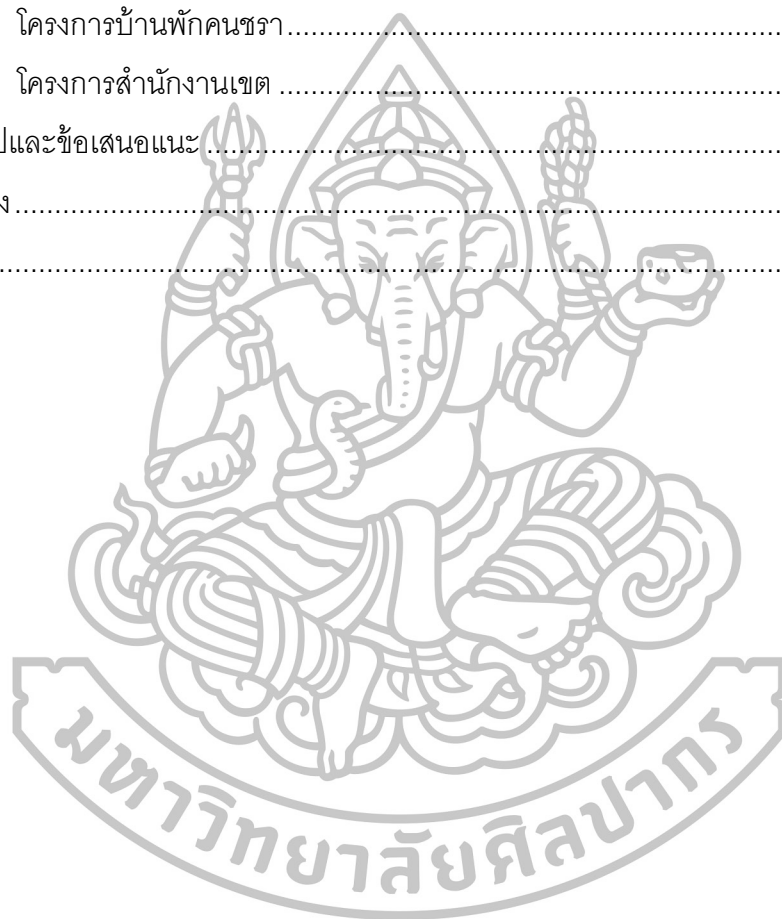 โครงการบ้านพักคนชรา........................................................................
โครงการสำนักงานเขต ........................................................................
และข้อเสนอแนะ ........................................................................
........................................................................
........................................................................
มหาวิทยาลัยศิลปากร